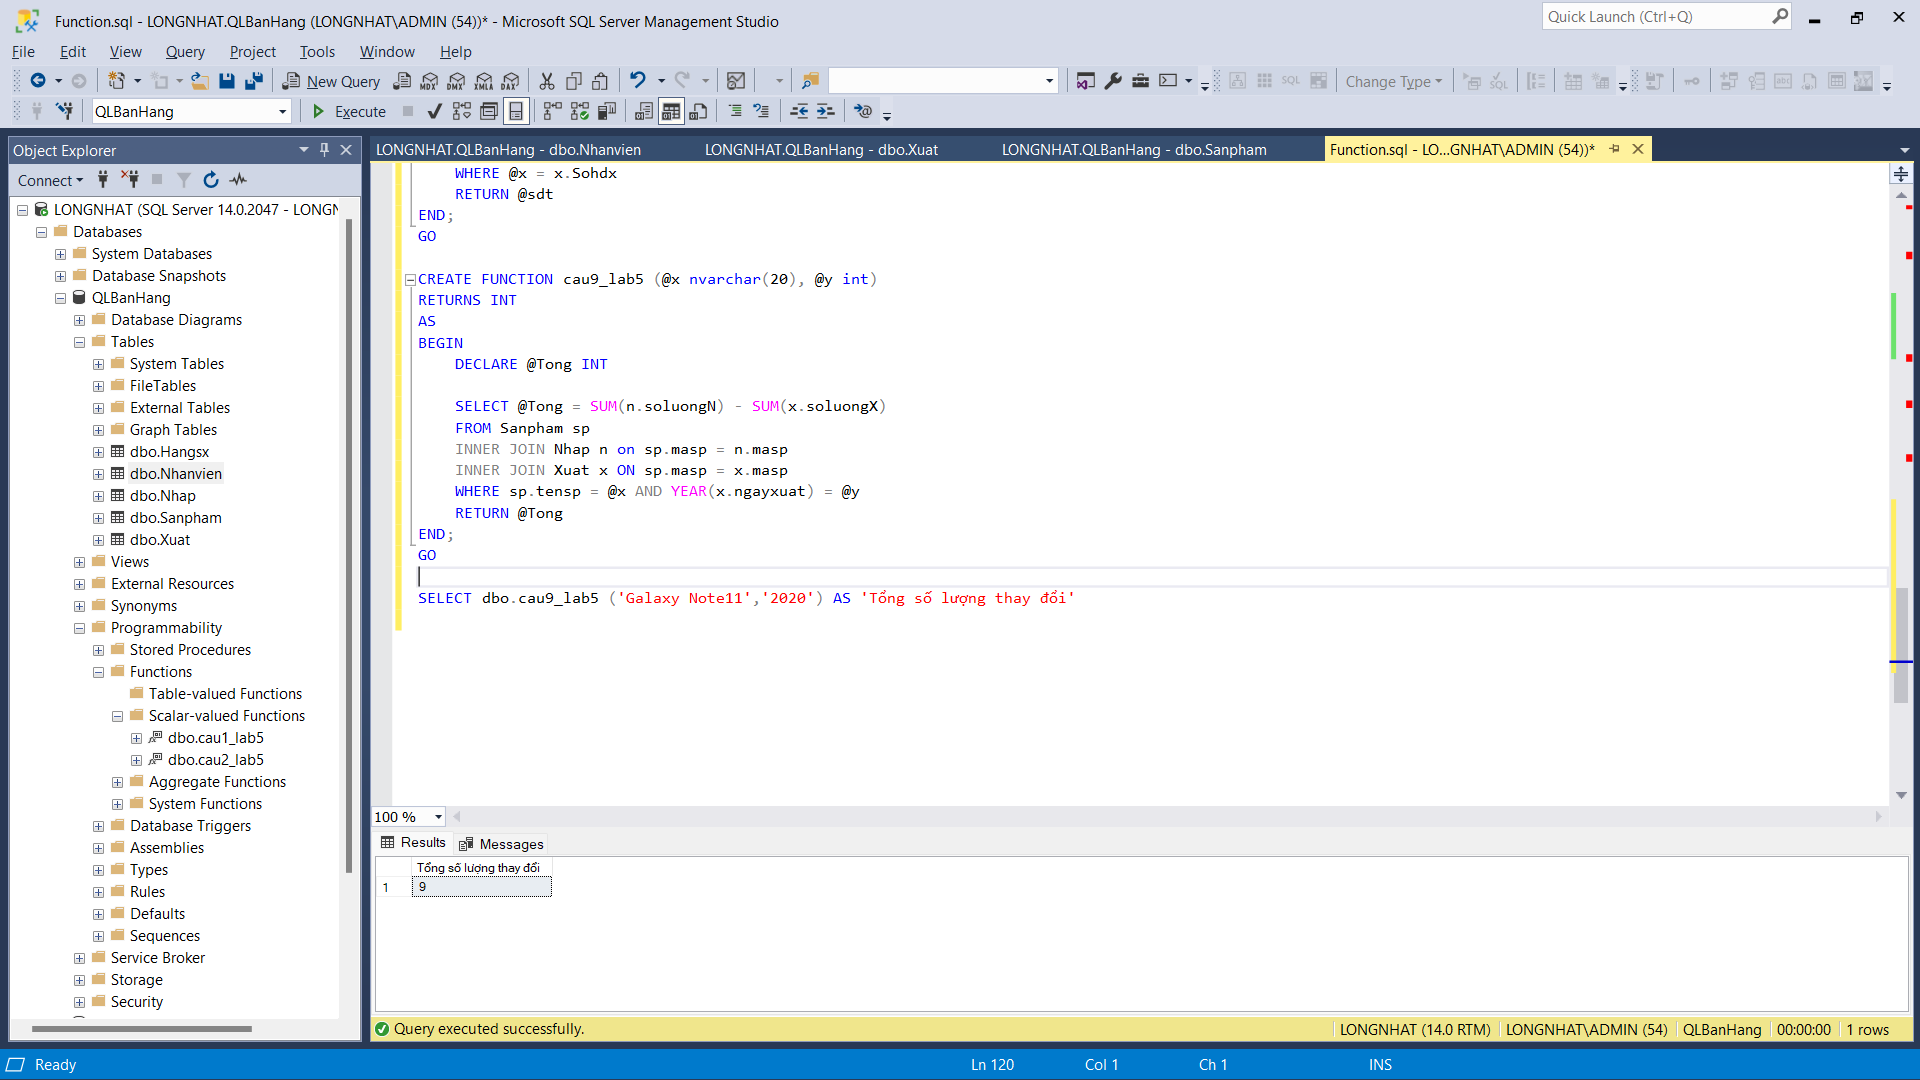 Function.sql - LONGNHAT.QLBanHang (LONGNHAT\ADMIN (54))* - Microsoft SQL Server Management Studio
Quick Launch (Ctrl+Q)
File Edit View Query Project Tools Window Help
New Query MDX DMX XMLA DAX SQL Change Type
QLBanHang Execute
Object Explorer
Connect
LONGNHAT (SQL Server 14.0.2047 - LONGN
Databases
System Databases
Database Snapshots
QLBanHang
Database Diagrams
Tables
System Tables
FileTables
External Tables
Graph Tables
dbo.Hangsx
dbo.Nhanvien
dbo.Nhap
dbo.Sanpham
dbo.Xuat
Views
External Resources
Synonyms
Programmability
Stored Procedures
Functions
Table-valued Functions
Scalar-valued Functions
dbo.cau1_lab5
dbo.cau2_lab5
Aggregate Functions
System Functions
Database Triggers
Assemblies
Types
Rules
Defaults
Sequences
Service Broker
Storage
Security
LONGNHAT.QLBanHang - dbo.Nhanvien LONGNHAT.QLBanHang - dbo.Xuat LONGNHAT.QLBanHang - dbo.Sanpham Function.sql - LO...GNHAT\ADMIN (54))*
WHERE @x = x.Sohdx
RETURN @sdt
END;
GO
CREATE FUNCTION cau9_lab5 (@x nvarchar(20), @y int)
RETURNS INT
AS
BEGIN
DECLARE @Tong INT
SELECT @Tong = SUM(n.soluongN) - SUM(x.soluongX)
FROM Sanpham sp
INNER JOIN Nhap n on sp.masp = n.masp
INNER JOIN Xuat x ON sp.masp = x.masp
WHERE sp.tensp = @x AND YEAR(x.ngayxuat) = @y
RETURN @Tong
END;
GO
SELECT dbo.cau9_lab5 ('Galaxy Note11','2020') AS 'Tổng số lượng thay đổi'
100 %
Results Messages
Tổng số lượng thay đổi
1 9
Query executed successfully. LONGNHAT (14.0 RTM) LONGNHAT\ADMIN (54) QLBanHang 00:00:00 1 rows
Ready Ln 120 Col 1 Ch 1 INS